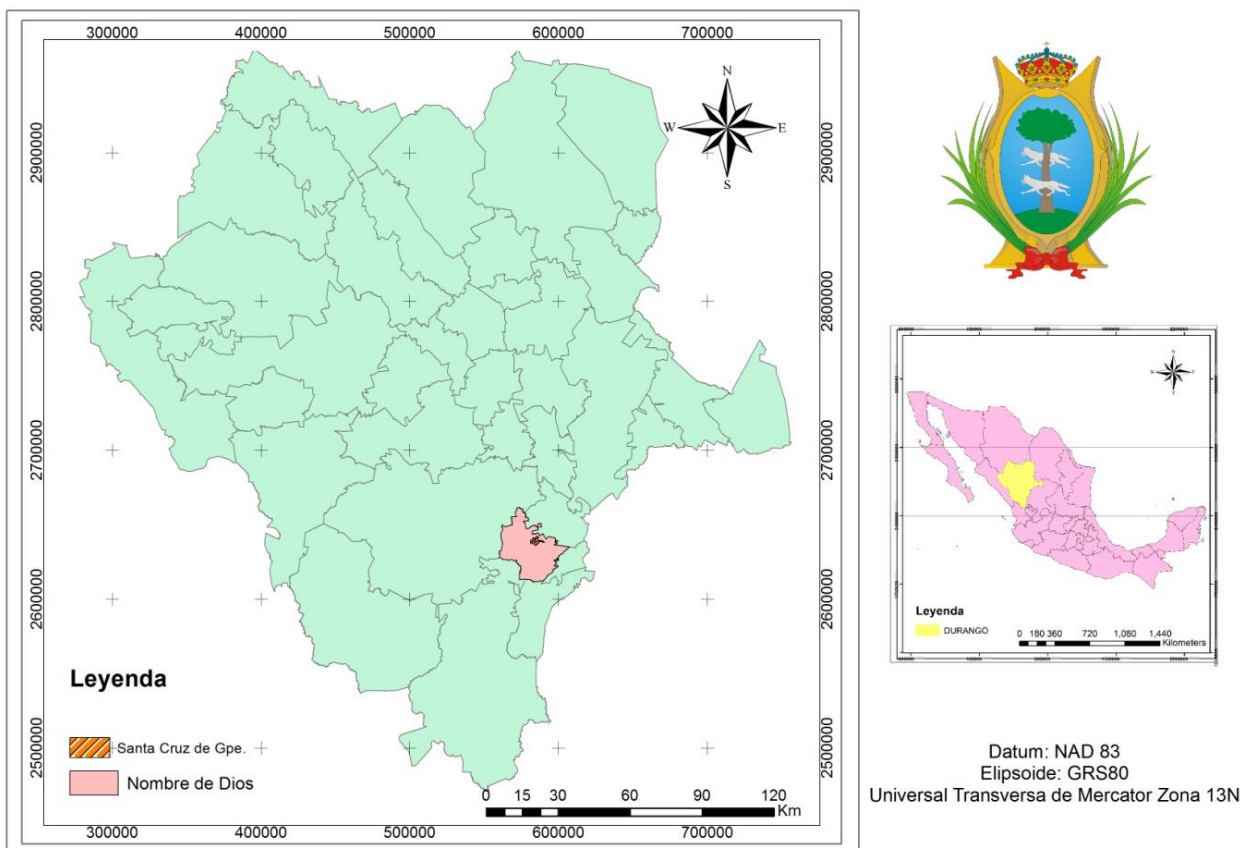 300000 400000 500000 600000 700000
N
W E
S
2900000 2900000
2800000 2800000
2700000 2700000
2600000 2600000
2500000 2500000
Leyenda
Santa Cruz de Gpe.
Nombre de Dios
0 15 30 60 90 120
Km
300000 400000 500000 600000 700000
Leyenda
DURANGO
0 180 360 720 1,080 1,440
Kilometers
Datum: NAD 83
Elipsoide: GRS80
Universal Transversa de Mercator Zona 13N